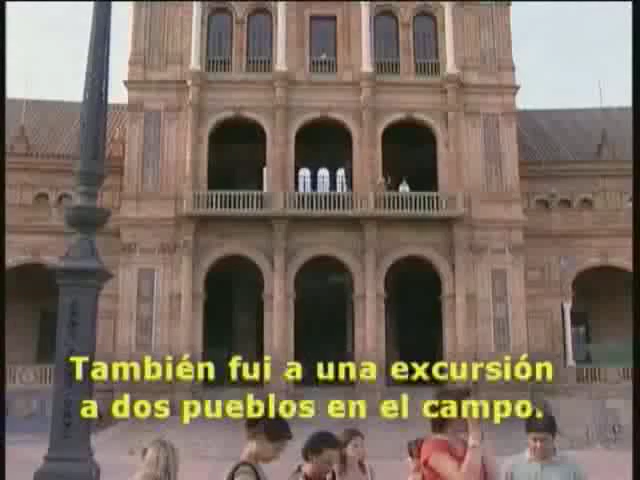 También fui a una excursión
a dos pueblos en el campo.